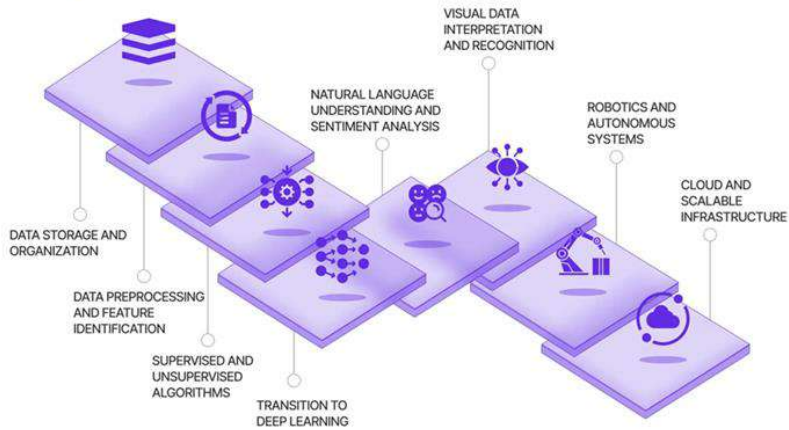 DATA STORAGE AND
ORGANIZATION
DATA PREPROCESSING
AND FEATURE
IDENTIFICATION
SUPERVISED AND
UNSUPERVISED
ALGORITHMS
TRANSITION TO
DEEP LEARNING
NATURAL LANGUAGE
UNDERSTANDING AND
SENTIMENT ANALYSIS
VISUAL DATA
INTERPRETATION
AND RECOGNITION
ROBOTICS AND
AUTONOMOUS
SYSTEMS
CLOUD AND
SCALABLE
INFRASTRUCTURE